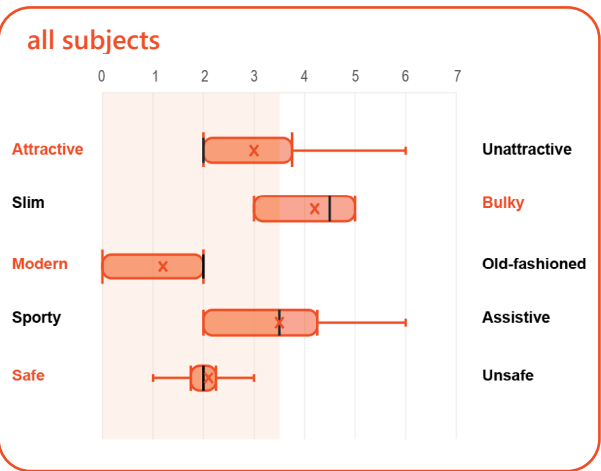 all subjects
0 1 2 3 4 5 6 7
Attractive Unattractive
Slim Bulky
Modern Old-fashioned
Sporty Assistive
Safe Unsafe